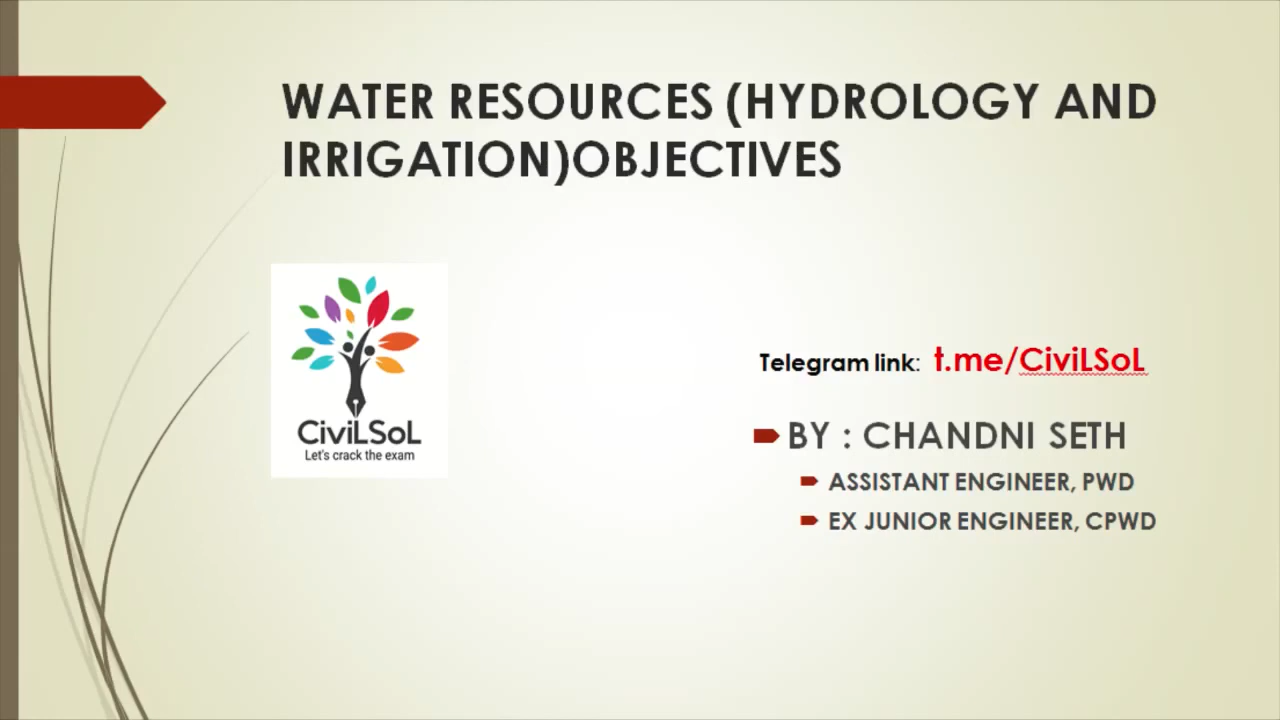 WATER RESOURCES (HYDROLOGY AND
IRRIGATION)OBJECTIVES
CiviLSoL
Let's crack the exam
Telegram link: t.me/CiviLSoL
BY : CHANDNI SETH
ASSISTANT ENGINEER, PWD
EX JUNIOR ENGINEER, CPWD